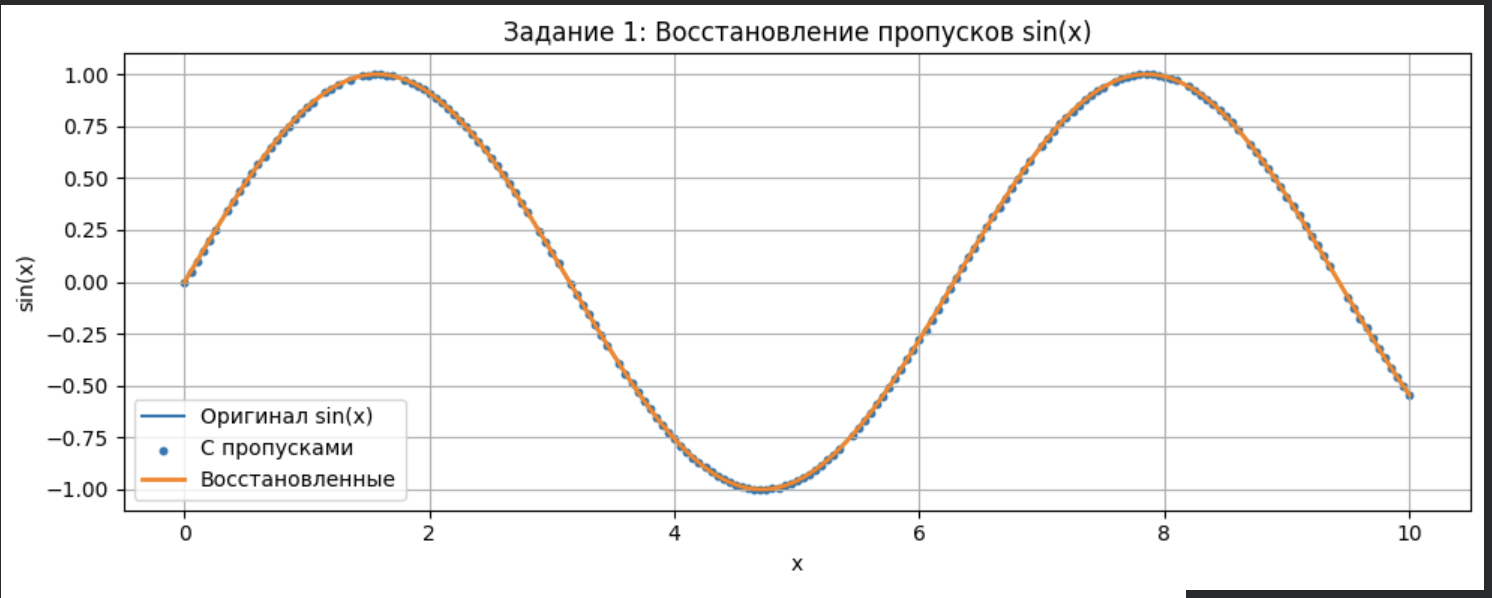 Задание 1: Восстановление пропусков sin(x)
1.00
0.75
0.50
0.25
0.00
−0.25
−0.50
−0.75
−1.00
sin(x)
Оригинал sin(x)
С пропусками
Восстановленные
0 2 4 6 8 10
x